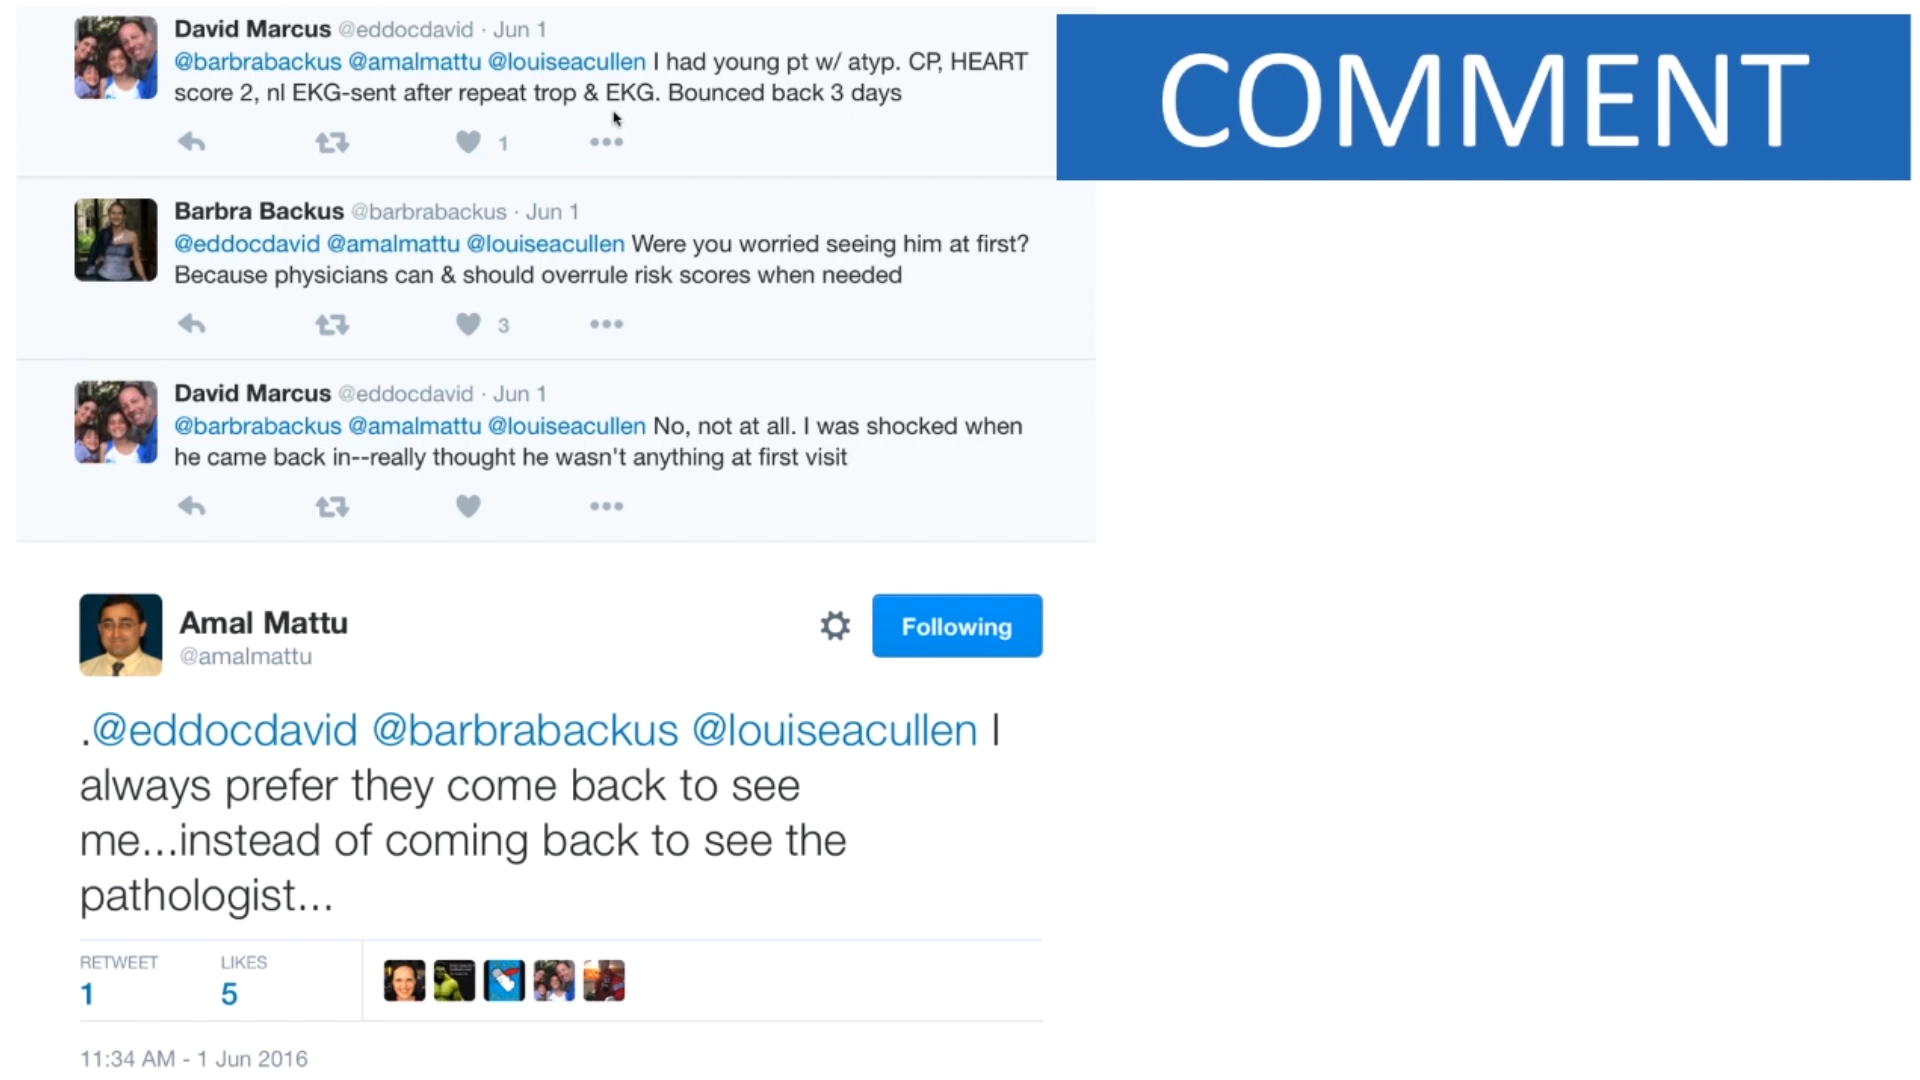 David Marcus @eddocdavid · Jun 1
@barbrabackus @amalmattu @louiseacullen I had young pt w/ atyp. CP, HEART
score 2, nl EKG-sent after repeat trop & EKG. Bounced back 3 days
1
COMMENT
Barbra Backus @barbrabackus · Jun 1
@eddocdavid @amalmattu @louiseacullen Were you worried seeing him at first?
Because physicians can & should overrule risk scores when needed
3
David Marcus @eddocdavid · Jun 1
@barbrabackus @amalmattu @louiseacullen No, not at all. I was shocked when
he came back in--really thought he wasn't anything at first visit
Amal Mattu
@amalmattu
Following
.@eddocdavid @barbrabackus @louiseacullen I
always prefer they come back to see
me...instead of coming back to see the
pathologist...
RETWEET LIKES
1 5
11:34 AM - 1 Jun 2016